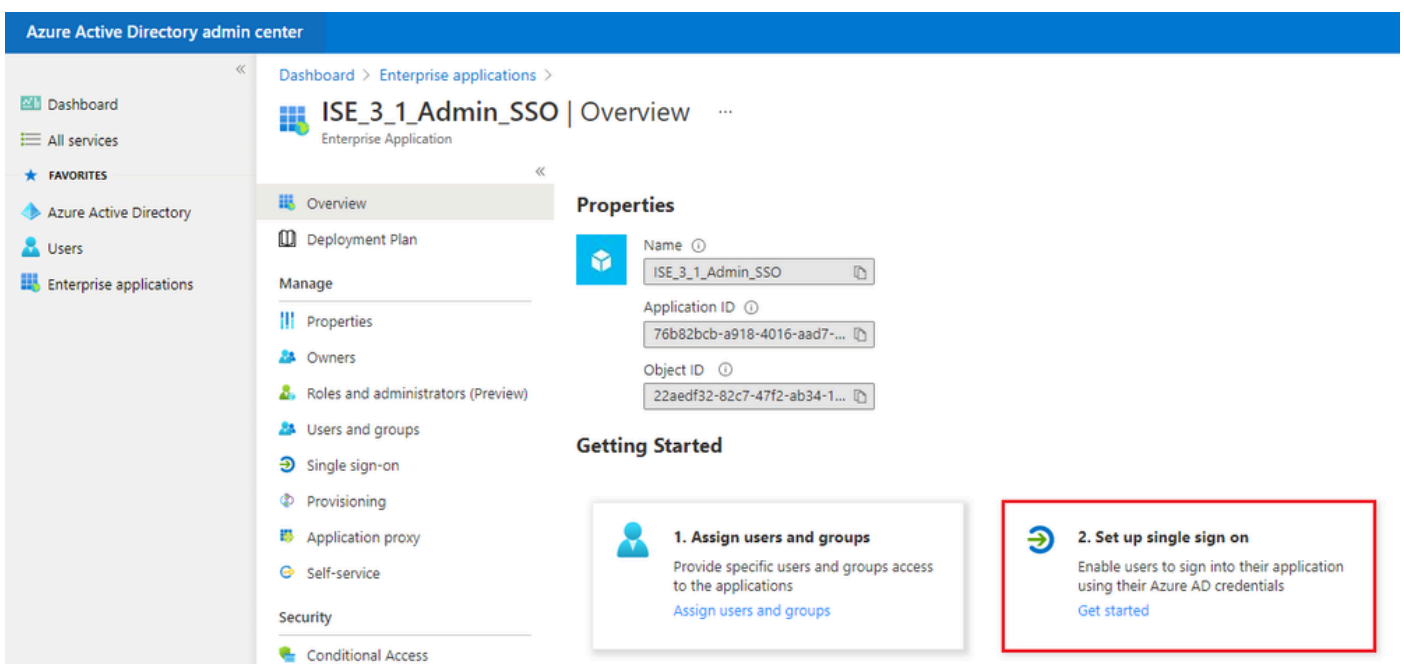 Azure Active Directory admin center
«
Dashboard
All services
FAVORITES
Azure Active Directory
Users
Enterprise applications
Dashboard > Enterprise applications >
ISE_3_1_Admin_SSO | Overview ...
Enterprise Application
«
Overview
Deployment Plan
Manage
Properties
Owners
Roles and administrators (Preview)
Users and groups
Single sign-on
Provisioning
Application proxy
Self-service
Security
Conditional Access
Properties
Name
ISE_3_1_Admin_SSO
Application ID
76b82bcb-a918-4016-aad7-...
Object ID
22aedf32-82c7-47f2-ab34-1...
Getting Started
1. Assign users and groups
Provide specific users and groups access
to the applications
Assign users and groups
2. Set up single sign on
Enable users to sign into their application
using their Azure AD credentials
Get started